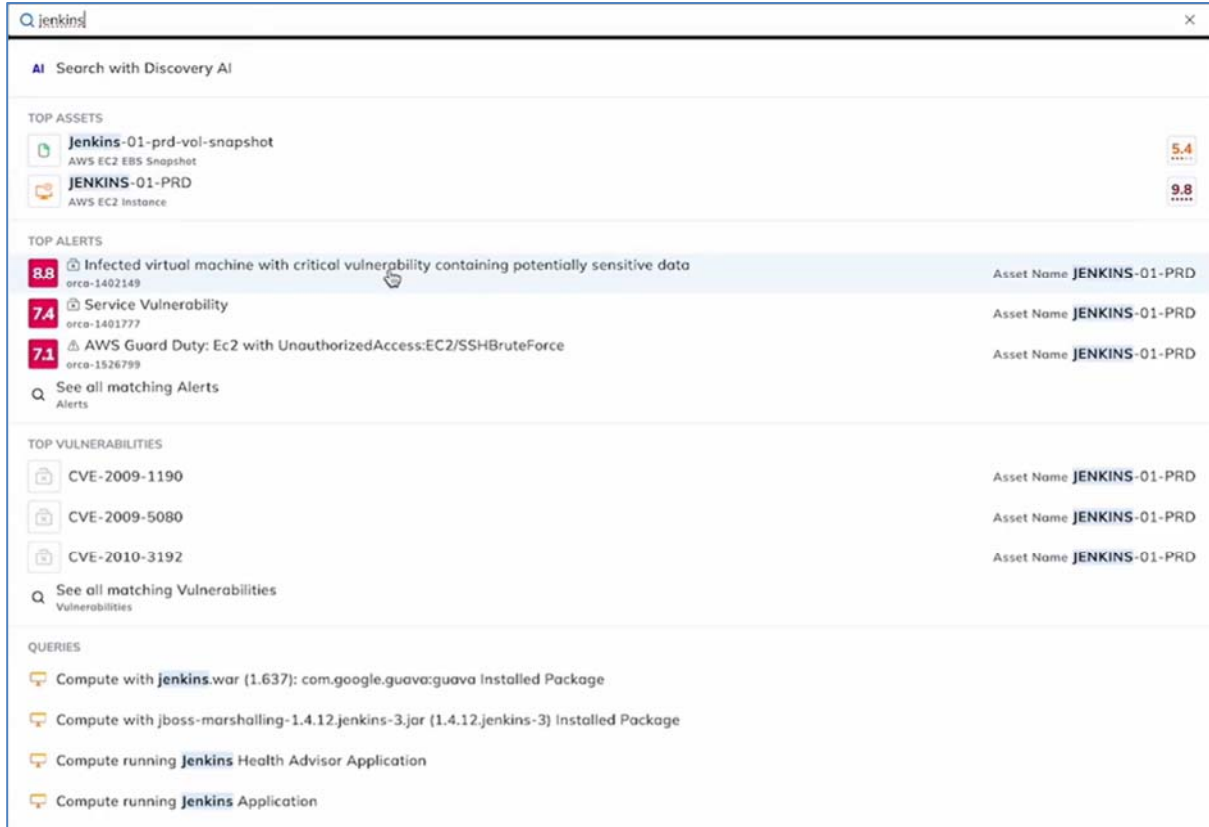 jenkins
AI Search with Discovery AI
TOP ASSETS
Jenkins-01-prd-vol-snapshot
AWS EC2 EBS Snapshot
5.4
JENKINS-01-PRD
AWS EC2 Instance
9.8
TOP ALERTS
8.8 Infected virtual machine with critical vulnerability containing potentially sensitive data
orca-1402149
Asset Name JENKINS-01-PRD
7.4 Service Vulnerability
orca-1401777
Asset Name JENKINS-01-PRD
7.1 AWS Guard Duty: Ec2 with UnauthorizedAccess:EC2/SSHBruteForce
orca-1526799
Asset Name JENKINS-01-PRD
See all matching Alerts
Alerts
TOP VULNERABILITIES
CVE-2009-1190 Asset Name JENKINS-01-PRD
CVE-2009-5080 Asset Name JENKINS-01-PRD
CVE-2010-3192 Asset Name JENKINS-01-PRD
See all matching Vulnerabilities
Vulnerabilities
QUERIES
Compute with jenkins.war (1.637): com.google.guava:guava Installed Package
Compute with jboss-marshalling-1.4.12.jenkins-3.jar (1.4.12.jenkins-3) Installed Package
Compute running Jenkins Health Advisor Application
Compute running Jenkins Application